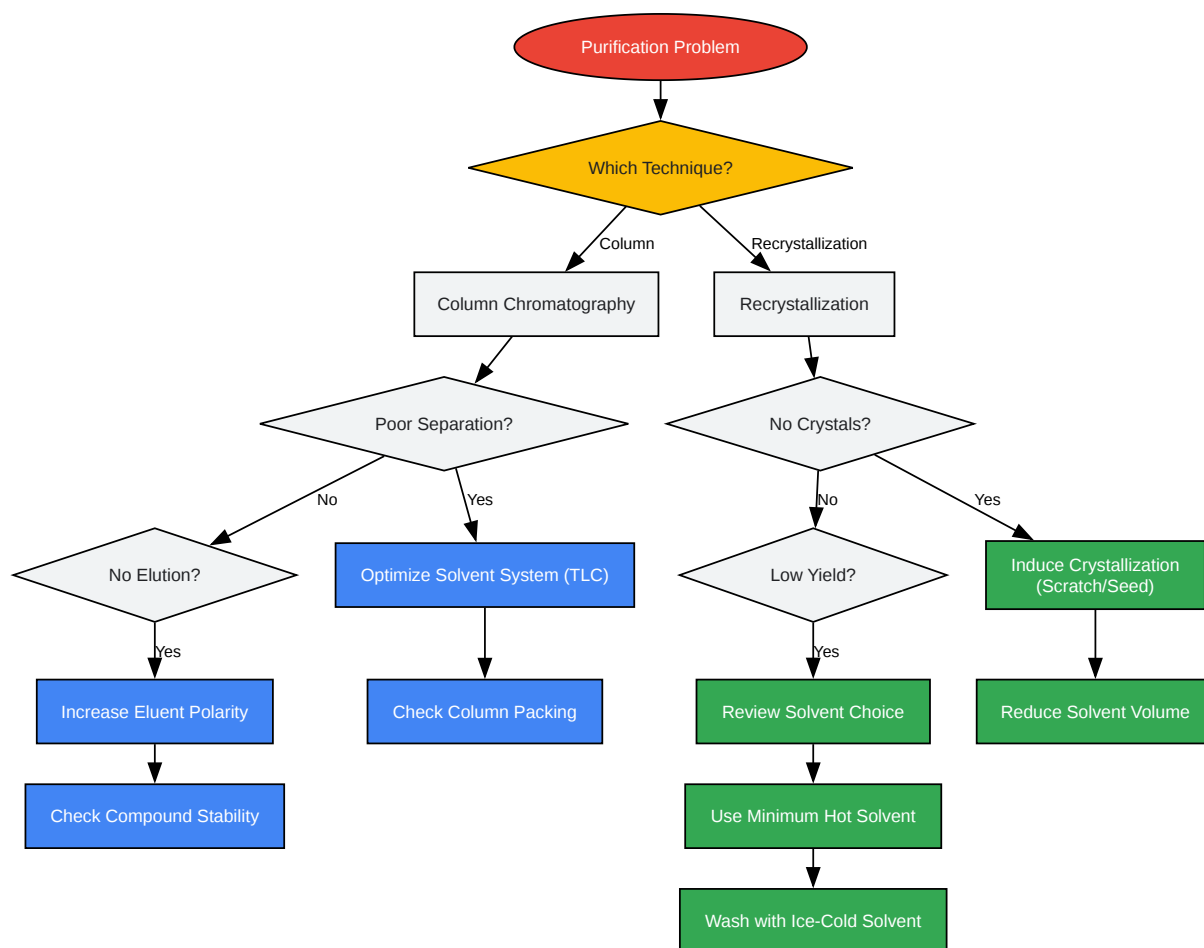 Purification Problem
Which Technique?
Column
Recrystallization
Column Chromatography
Recrystallization
Poor Separation?
No Crystals?
No
Yes
No
Yes
No Elution?
Optimize Solvent System (TLC)
Low Yield?
Induce Crystallization
(Scratch/Seed)
Yes
Yes
Increase Eluent Polarity
Check Column Packing
Review Solvent Choice
Reduce Solvent Volume
Check Compound Stability
Use Minimum Hot Solvent
Wash with Ice-Cold Solvent